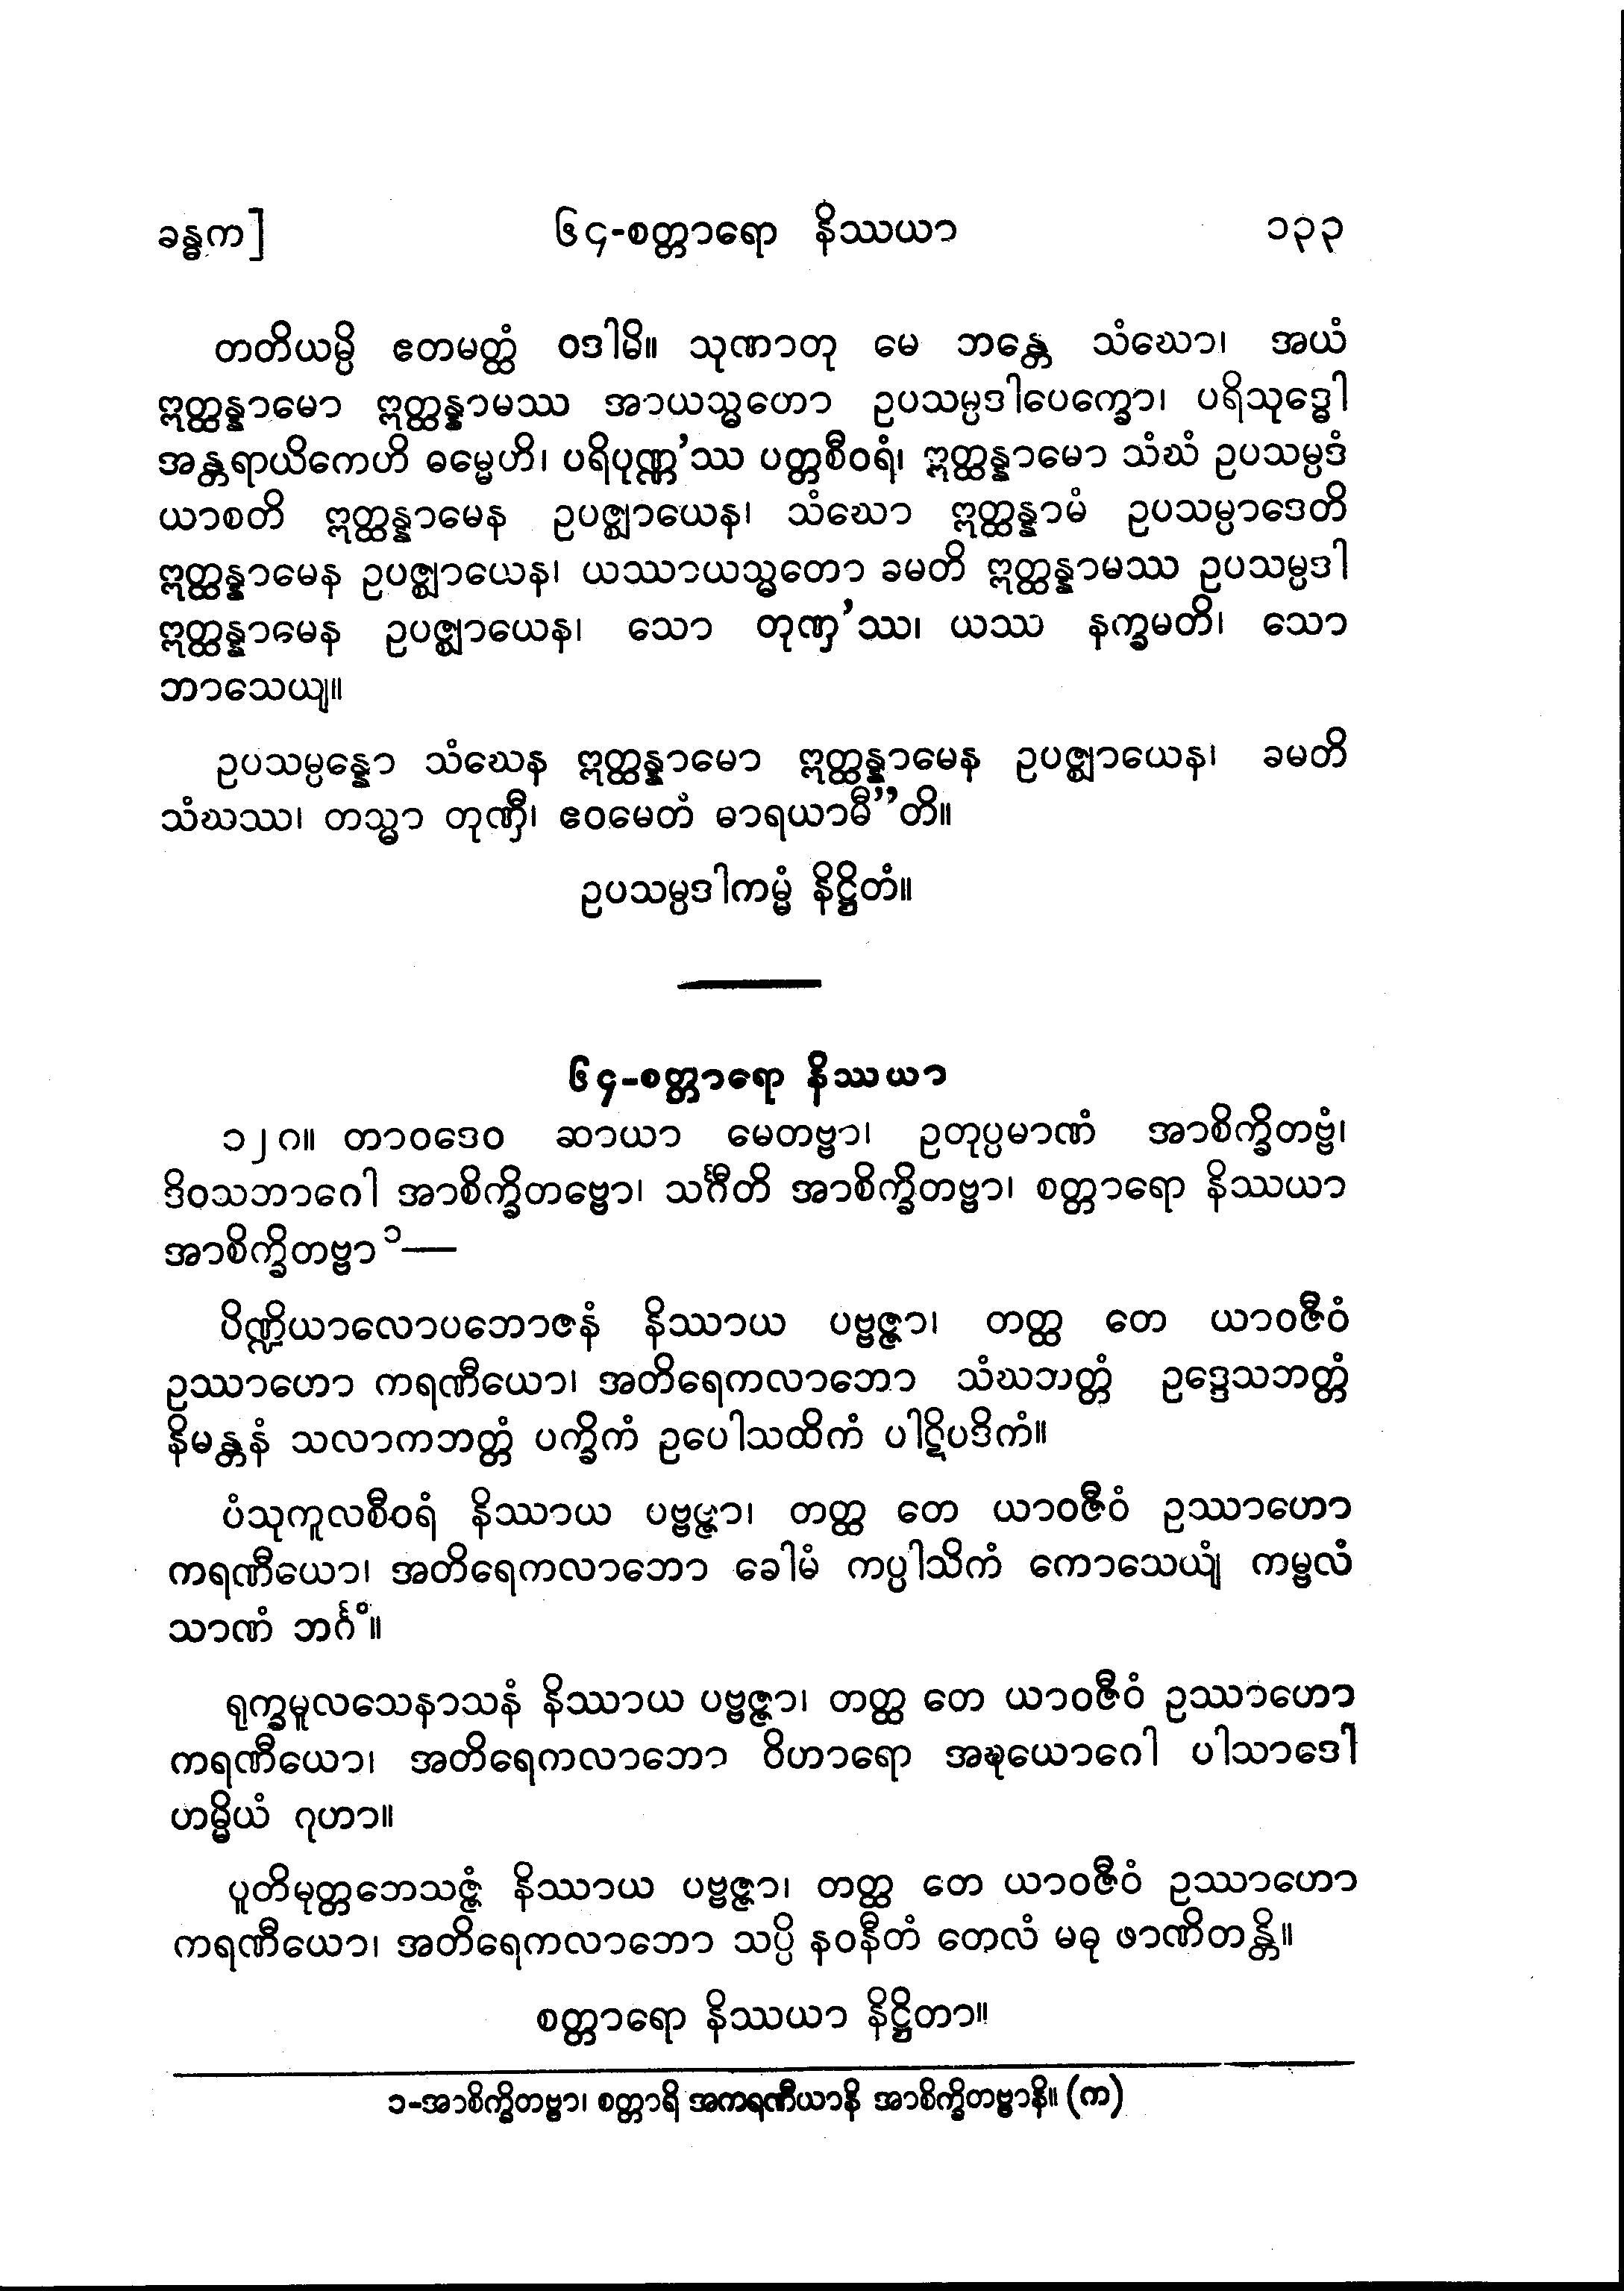 ခန္ဓက] ၆၄-စတ္တာရော နိဿယာ ၁၃၃
တတိယမ္ပိ ဧတမတ္ထံ ဝဒါမိ။ သုဏာတု မေ ဘန္တေ သံဃော၊ အယံ
ဣတ္ထန္နာမော ဣတ္ထန္နာမဿ အာယသ္မတော ဥပသမ္ပဒါပေက္ခော၊ ပရိသုဒ္ဓေါ
အန္တရာယိကေဟိ ဓမ္မေဟိ၊ ပရိပုဏ္ဏ’ဿ ပတ္တစီဝရံ၊ ဣတ္ထန္နာမော သံဃံ ဥပသမ္ပဒံ
ယာစတိ ဣတ္ထန္နာမေန ဥပဇ္ဈာယေန၊ သံဃော ဣတ္ထန္နာမံ ဥပသမ္ပာဒေတိ
ဣတ္ထန္နာမေန ဥပဇ္ဈာယေန၊ ယဿာယသ္မတော ခမတိ ဣတ္ထန္နာမဿ ဥပသမ္ပဒါ
ဣတ္ထန္နာမေန ဥပဇ္ဈာယေန၊ သော တုဏှ’ဿ၊ ယဿ နက္ခမတိ၊ သော
ဘာသေယျ။
ဥပသမ္ပန္နော သံဃေန ဣတ္ထန္နာမော ဣတ္ထန္နာမေန ဥပဇ္ဈာယေန၊ ခမတိ
သံဃဿ၊ တသ္မာ တုဏှီ၊ ဧဝမေတံ ဓာရယာမီ”တိ။
ဥပသမ္ပဒါကမ္မံ နိဋ္ဌိတံ။
၆၄-စတ္တာရော နိဿယာ
၁၂၈။ တာဝဒေဝ ဆာယာ မေတဗ္ဗာ၊ ဥတုပ္ပမာဏံ အာစိက္ခိတဗ္ဗံ၊
ဒိဝသဘာဂေါ အာစိက္ခိတဗ္ဗော၊ သင်္ဂီတိ အာစိက္ခိတဗ္ဗာ၊ စတ္တာရော နိဿယာ
အာစိက္ခိတဗ္ဗာ၁—
ပိဏ္ဍိယာလောပဘောဇနံ နိဿာယ ပဗ္ဗဇ္ဇာ၊ တတ္ထ တေ ယာဝဇီဝံ
ဥဿာဟော ကရဏီယော၊ အတိရေကလာဘော သံဃဘတ္တံ ဥဒ္ဒေသဘတ္တံ
နိမန္တနံ သလာကဘတ္တံ ပက္ခိကံ ဥပေါသထိကံ ပါဋိပဒိကံ။
ပံသုကူလစီဝရံ နိဿာယ ပဗ္ဗဇ္ဇာ၊ တတ္ထ တေ ယာဝဇီဝံ ဥဿာဟော
ကရဏီယော၊ အတိရေကလာဘော ခေါမံ ကပ္ပါသိကံ ကောသေယျံ ကမ္ဗလံ
သာဏံ ဘင်္ဂံ။
ရုက္ခမူလသေနာသနံ နိဿာယ ပဗ္ဗဇ္ဇာ၊ တတ္ထ တေ ယာဝဇီဝံ ဥဿာဟော
ကရဏီယော၊ အတိရေကလာဘော ဝိဟာရော အဍ္ဎယောဂေါ ပါသာဒေါ
ဟမ္မိယံ ဂုဟာ။
ပူတိမုတ္တဘေသဇ္ဇံ နိဿာယ ပဗ္ဗဇ္ဇာ၊ တတ္ထ တေ ယာဝဇီဝံ ဥဿာဟော
ကရဏီယော၊ အတိရေကလာဘော သပ္ပိ နဝနီတံ တေလံ မဓု ဖာဏိတန္တိ။
စတ္တာရော နိဿယာ နိဋ္ဌိတာ။
၁-အာစိက္ခိတဗ္ဗာ၊ စတ္တာရိ အကရဏီယာနိ အာစိက္ခိတဗ္ဗာနိ။ (က)